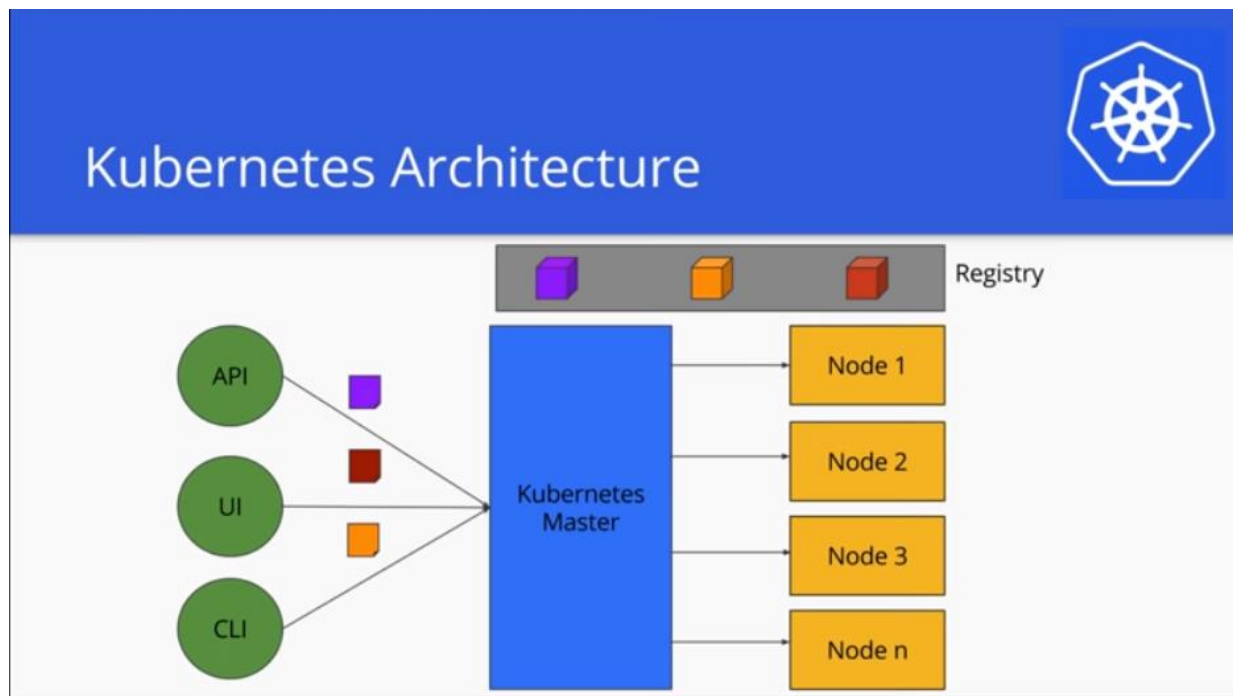 Kubernetes Architecture
Registry
API
UI
CLI
Kubernetes
Master
Node 1
Node 2
Node 3
Node n